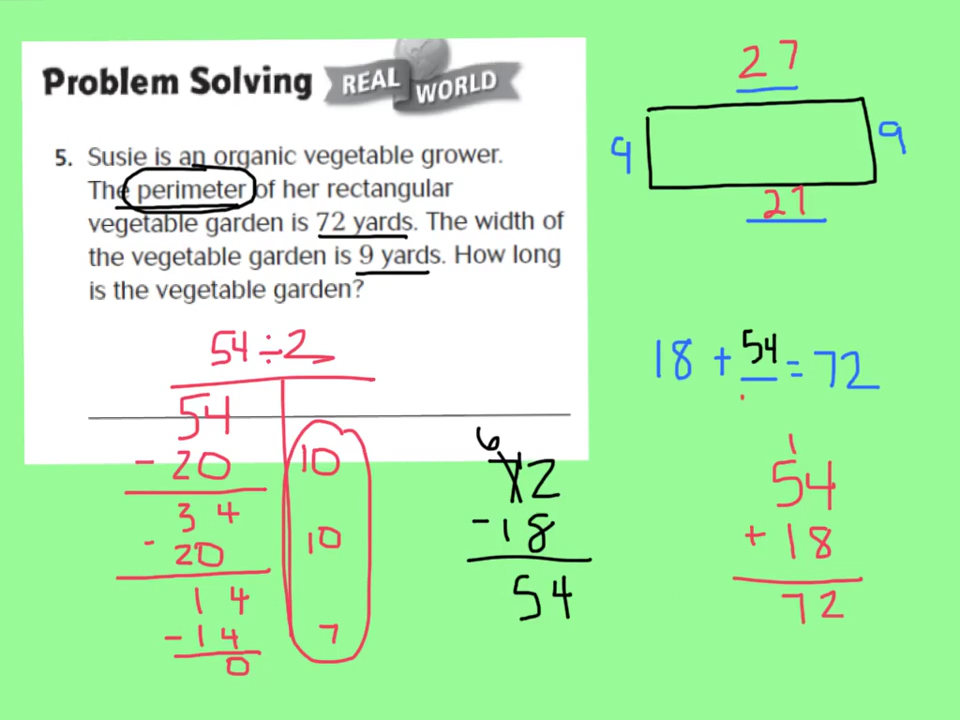 Problem Solving REAL WORLD
5. Susie is an organic vegetable grower.
The perimeter of her rectangular
vegetable garden is 72 yards. The width of
the vegetable garden is 9 yards. How long
is the vegetable garden?
27
9
9
27
54 ÷ 2
54
- 20 10
34
- 20 10
14
- 14 7
0
6
72
- 18
54
18 + 54 = 72
1
54
+ 18
72